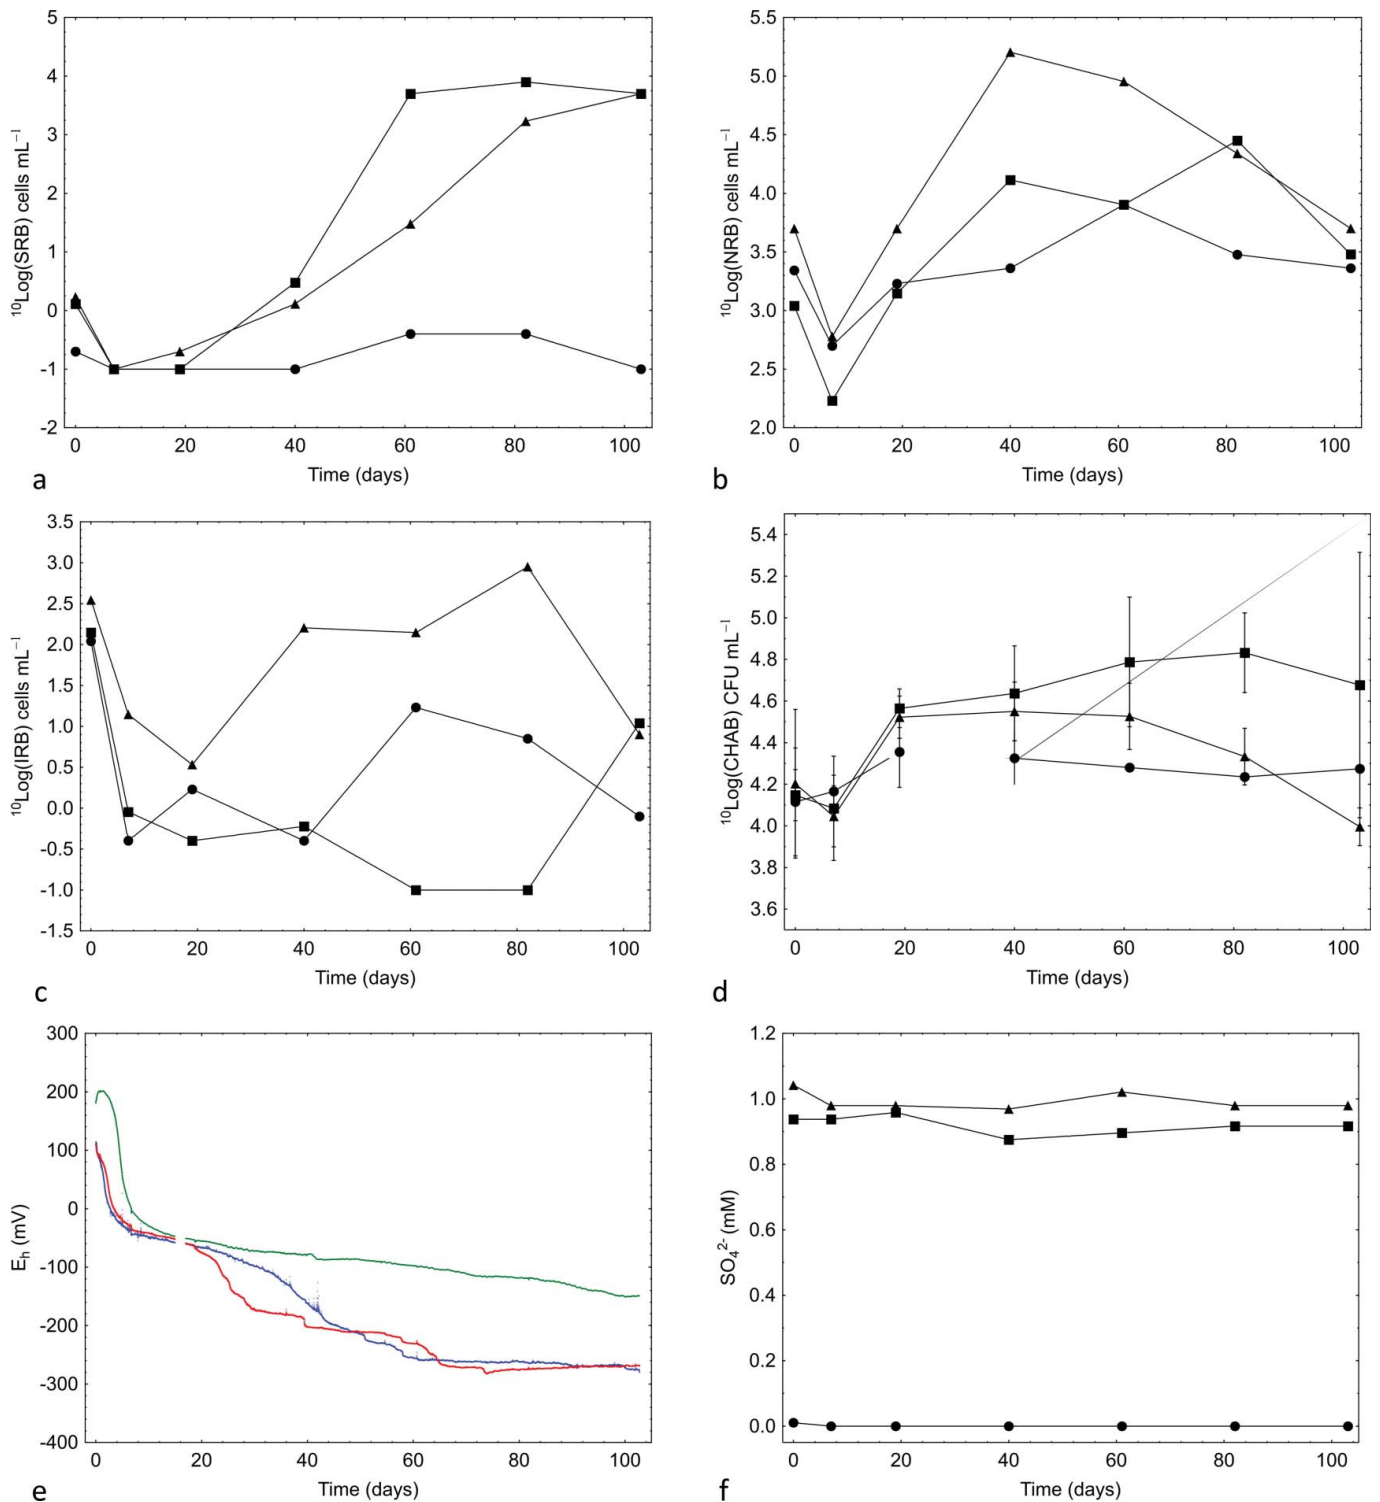 5
4
3
2
1
0
-1
-2
¹⁰Log(SRB) cells mL⁻¹
0 20 40 60 80 100
Time (days)
a
5.5
5.0
4.5
4.0
3.5
3.0
2.5
2.0
¹⁰Log(NRB) cells mL⁻¹
0 20 40 60 80 100
Time (days)
b
3.5
3.0
2.5
2.0
1.5
1.0
0.5
0.0
-0.5
-1.0
-1.5
¹⁰Log(IRB) cells mL⁻¹
0 20 40 60 80 100
Time (days)
c
5.4
5.2
5.0
4.8
4.6
4.4
4.2
4.0
3.8
3.6
¹⁰Log(CHAB) CFU mL⁻¹
0 20 40 60 80 100
Time (days)
d
300
200
100
0
-100
-200
-300
-400
Eₕ (mV)
0 20 40 60 80 100
Time (days)
e
1.2
1.0
0.8
0.6
0.4
0.2
0.0
SO₄²⁻ (mM)
0 20 40 60 80 100
Time (days)
f